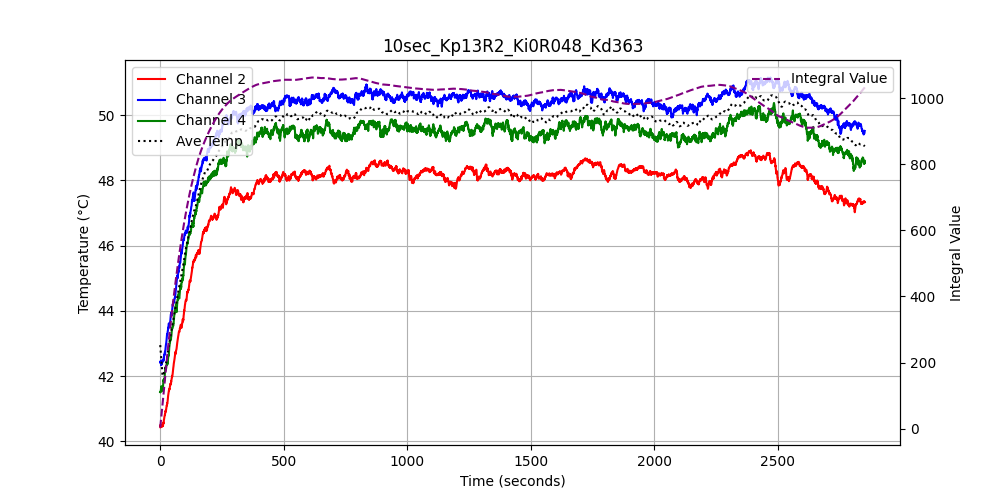 10sec_Kp13R2_Ki0R048_Kd363
Channel 2
Channel 3
Channel 4
Ave Temp
Integral Value
50
48
46
44
42
40
Temperature (°C)
1000
800
600
400
200
0
Integral Value
0 500 1000 1500 2000 2500
Time (seconds)